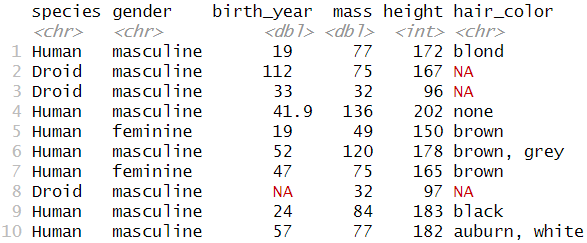 species gender birth_year mass height hair_color
<chr> <chr> <dbl> <dbl> <int> <chr>
1 Human masculine 19 77 172 blond
2 Droid masculine 112 75 167 NA
3 Droid masculine 33 32 96 NA
4 Human masculine 41.9 136 202 none
5 Human feminine 19 49 150 brown
6 Human masculine 52 120 178 brown, grey
7 Human feminine 47 75 165 brown
8 Droid masculine NA 32 97 NA
9 Human masculine 24 84 183 black
10 Human masculine 57 77 182 auburn, white